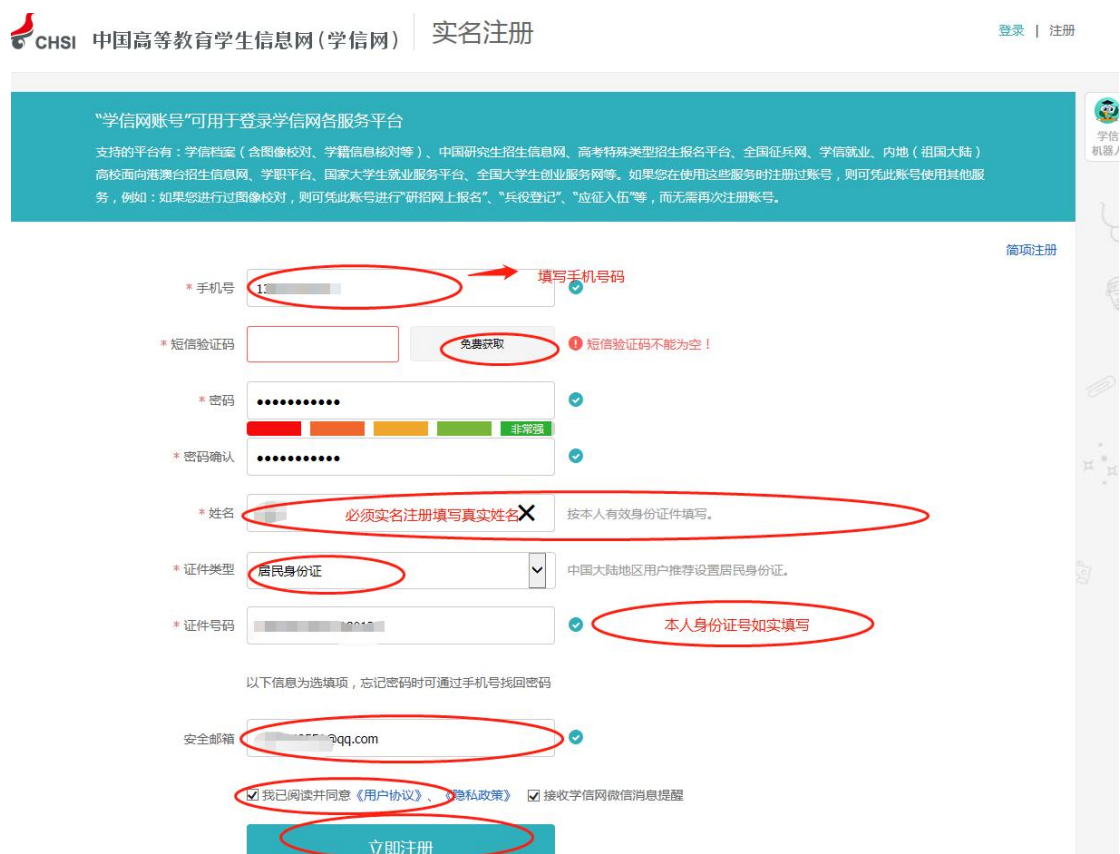 CHSI 中国高等教育学生信息网(学信网) 实名注册
登录 | 注册
“学信网账号”可用于登录学信网各服务平台
支持的平台有：学信档案（含图像校对、学籍信息核对等）、中国研究生招生信息网、高考特殊类型招生报名平台、全国征兵网、学信就业、内地（祖国大陆）
高校面向港澳台招生信息网、学职平台、国家大学生就业服务平台、全国大学生创业服务网等。如果您在使用这些服务时注册过账号，则可凭此账号使用其他服
务，例如：如果您进行过图像校对，则可凭此账号进行“研招网上报名”、“兵役登记”、“应征入伍”等，而无需再次注册账号。
学信
机器人
简项注册
* 手机号 13 填写手机号码
* 短信验证码 免费获取 短信验证码不能为空！
* 密码 •••••••••••
非常强
* 密码确认 •••••••••••
* 姓名 必须实名注册填写真实姓名 按本人有效身份证件填写。
* 证件类型 居民身份证 中国大陆地区用户推荐设置居民身份证。
* 证件号码 本人身份证号如实填写
以下信息为选填项，忘记密码时可通过手机号找回密码
安全邮箱 @qq.com
我已阅读并同意《用户协议》、《隐私政策》 接收学信网微信消息提醒
立即注册